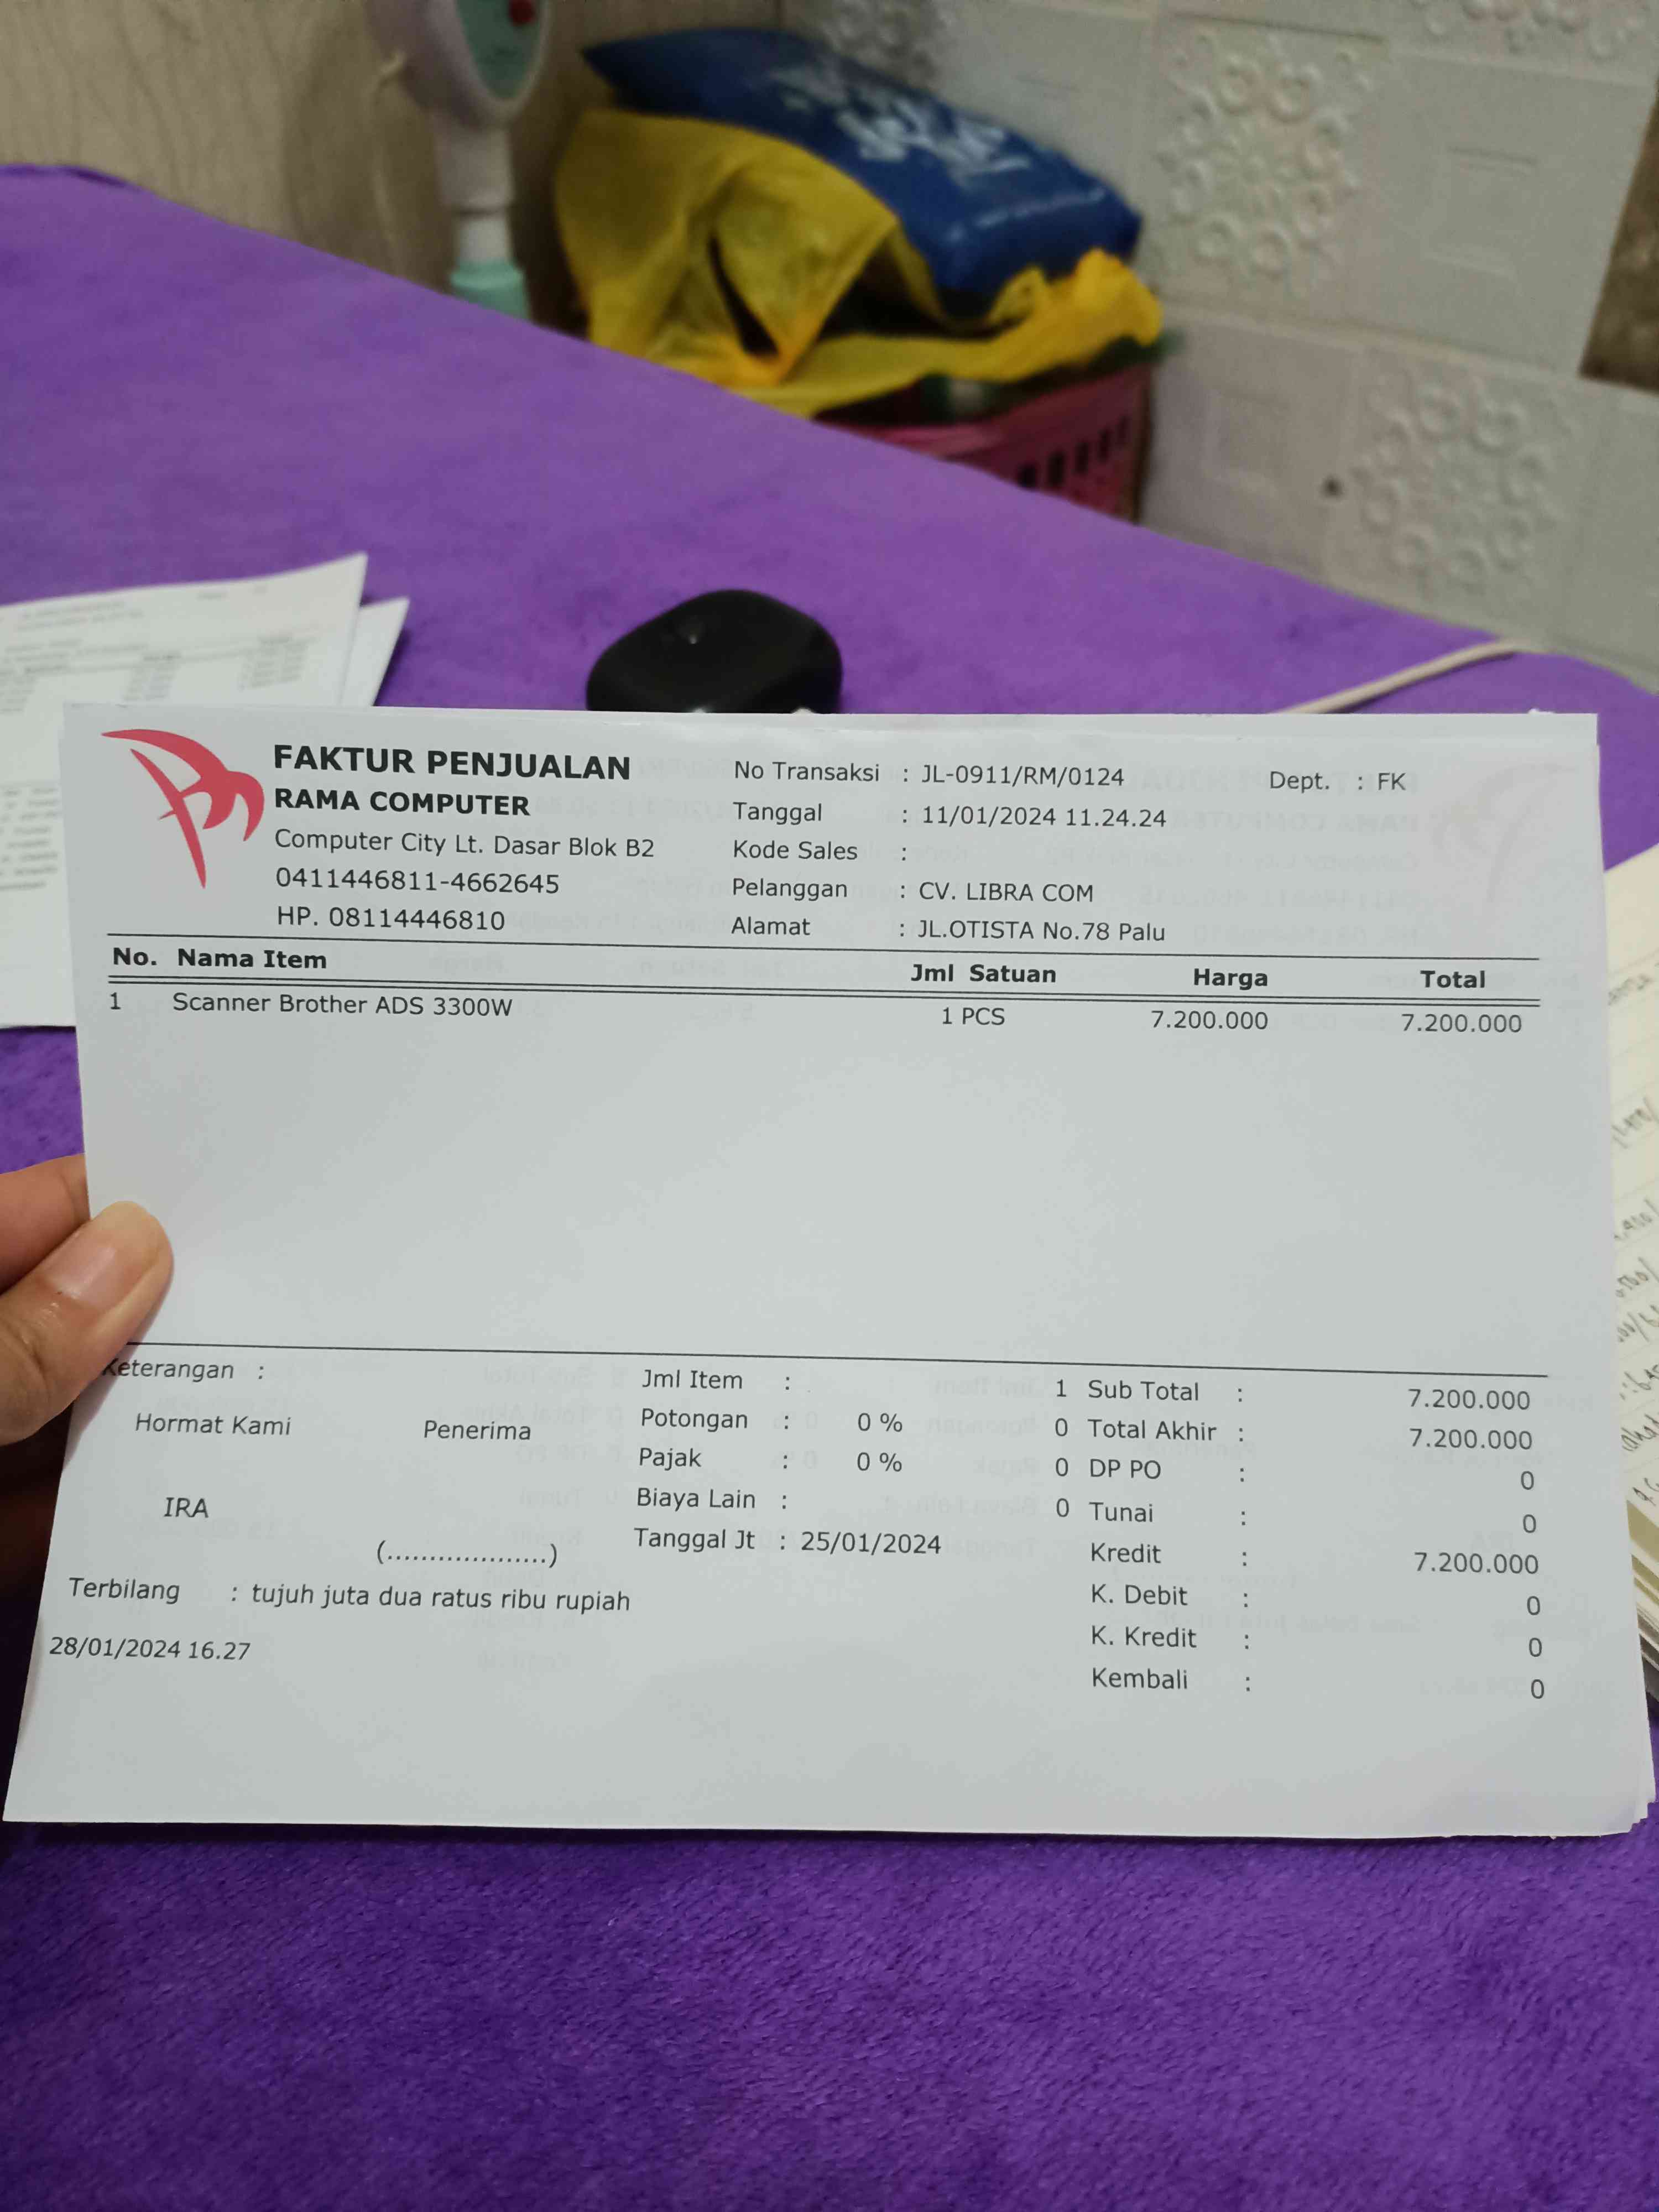 FAKTUR PENJUALAN
RAMA COMPUTER
Computer City Lt. Dasar Blok B2
0411446811-4662645
HP. 08114446810
No Transaksi : JL-0911/RM/0124 Dept. : FK
Tanggal : 11/01/2024 11.24.24
Kode Sales :
Pelanggan : CV. LIBRA COM
Alamat : JL.OTISTA No.78 Palu
No. Nama Item Jml Satuan Harga Total
1 Scanner Brother ADS 3300W 1 PCS 7.200.000 7.200.000
Keterangan :
Hormat Kami Penerima
IRA
(...................)
Jml Item : 1
Potongan : 0 % 0
Pajak : 0 % 0
Biaya Lain : 0
Tanggal Jt : 25/01/2024
Sub Total : 7.200.000
Total Akhir : 7.200.000
DP PO : 0
Tunai : 0
Kredit : 7.200.000
K. Debit : 0
K. Kredit : 0
Kembali : 0
Terbilang : tujuh juta dua ratus ribu rupiah
28/01/2024 16.27